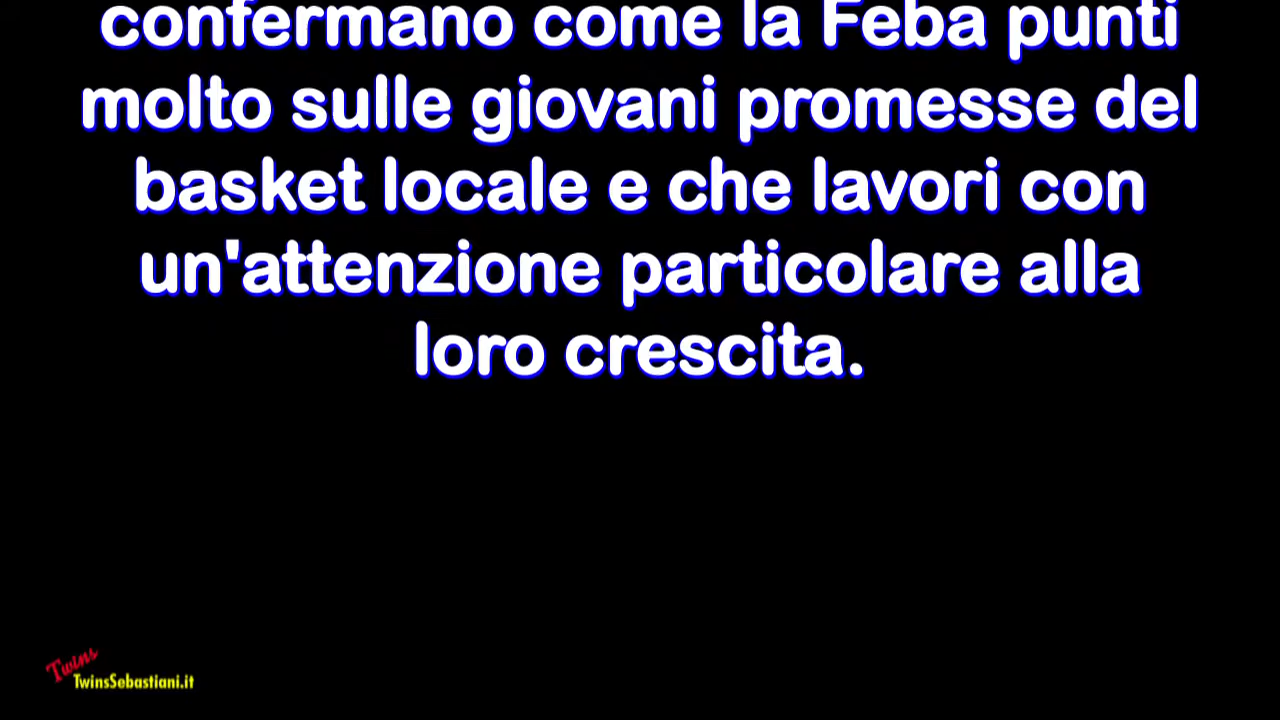 confermano come la Feba punti
molto sulle giovani promesse del
basket locale e che lavori con
un'attenzione particolare alla
loro crescita.
Twins
TwinsSebastiani.it